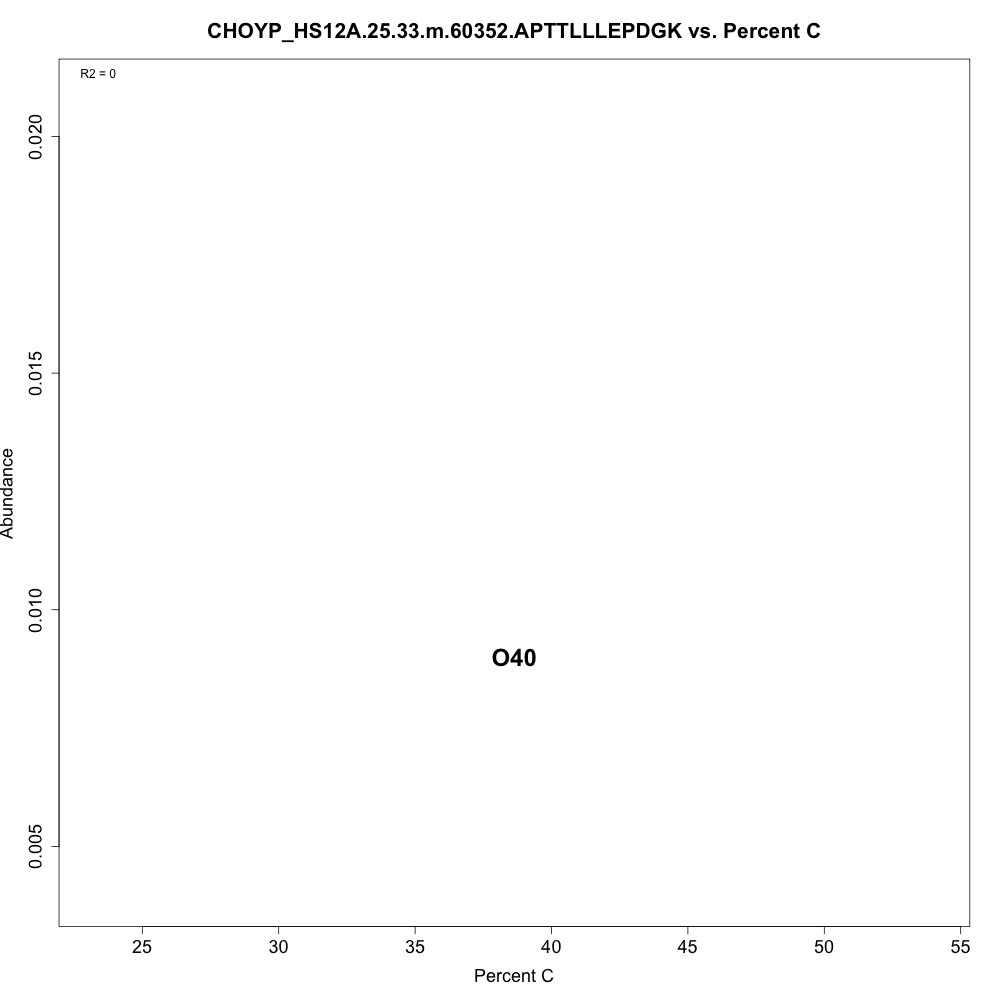 CHOYP_HS12A.25.33.m.60352.APTTLLLEPDGK vs. Percent C
R2 = 0
0.020
0.015
0.010
0.005
Abundance
O40
25 30 35 40 45 50 55
Percent C